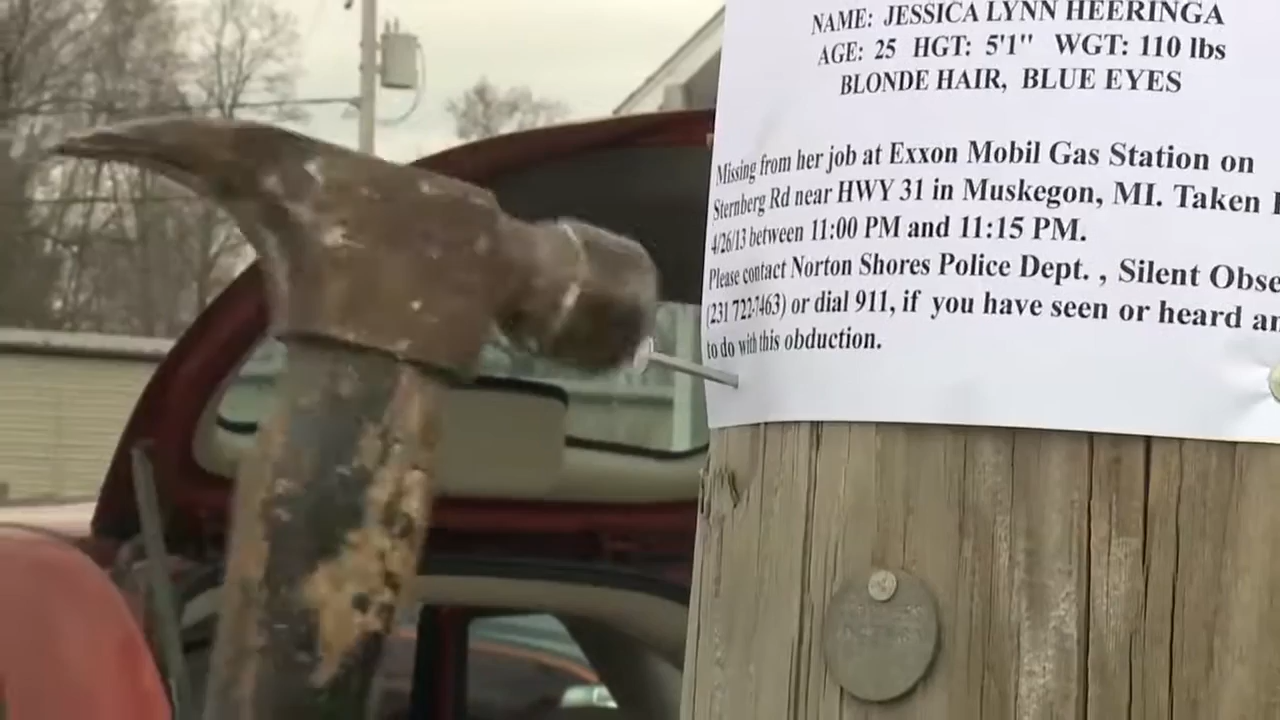 NAME: JESSICA LYNN HEERINGA
AGE: 25 HGT: 5'1" WGT: 110 lbs
BLONDE HAIR, BLUE EYES
Missing from her job at Exxon Mobil Gas Station on
Sternberg Rd near HWY 31 in Muskegon, MI. Taken
4/26/13 between 11:00 PM and 11:15 PM.
Please contact Norton Shores Police Dept. , Silent Obse
(231 722-7463) or dial 911, if you have seen or heard an
to do with this obduction.